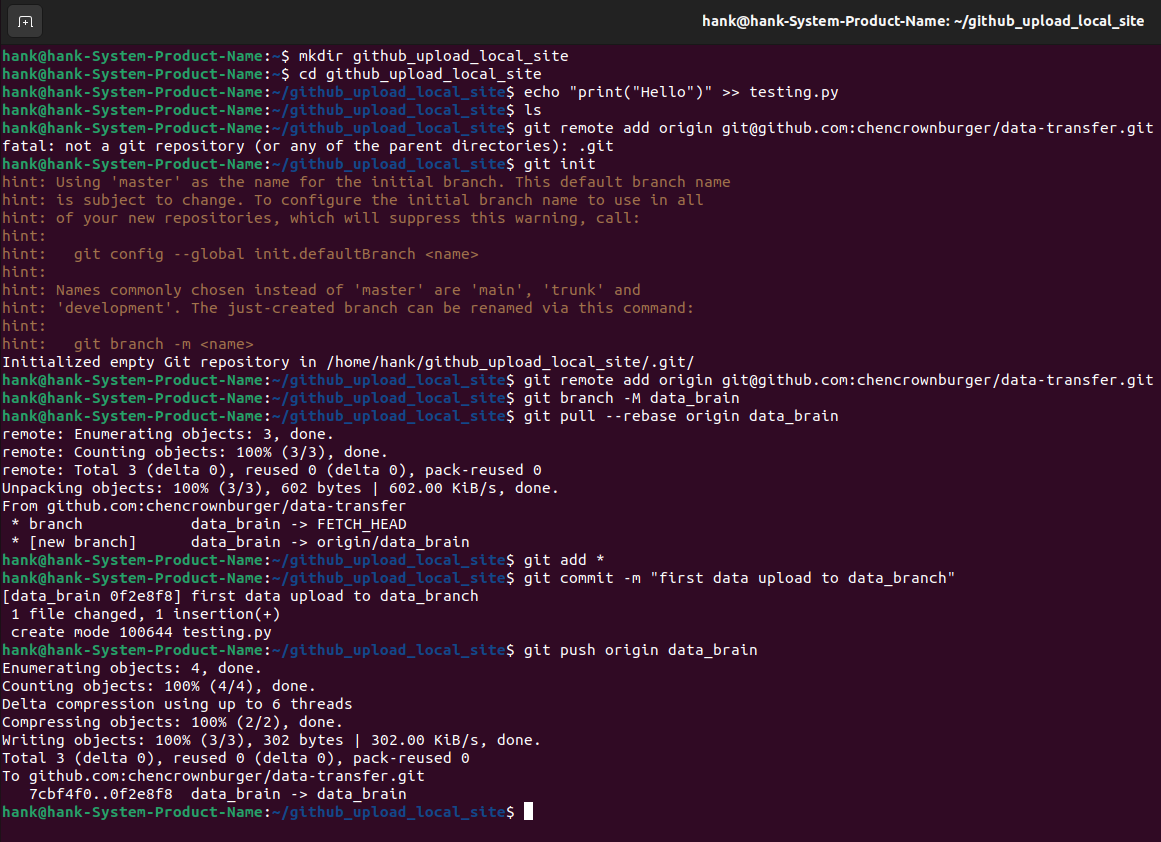 hank@hank-System-Product-Name: ~/github_upload_local_site
hank@hank-System-Product-Name:~$ mkdir github_upload_local_site
hank@hank-System-Product-Name:~$ cd github_upload_local_site
hank@hank-System-Product-Name:~/github_upload_local_site$ echo "print("Hello")" >> testing.py
hank@hank-System-Product-Name:~/github_upload_local_site$ ls
hank@hank-System-Product-Name:~/github_upload_local_site$ git remote add origin git@github.com:chencrownburger/data-transfer.git
fatal: not a git repository (or any of the parent directories): .git
hank@hank-System-Product-Name:~/github_upload_local_site$ git init
hint: Using 'master' as the name for the initial branch. This default branch name
hint: is subject to change. To configure the initial branch name to use in all
hint: of your new repositories, which will suppress this warning, call:
hint:
hint:   git config --global init.defaultBranch <name>
hint:
hint: Names commonly chosen instead of 'master' are 'main', 'trunk' and
hint: 'development'. The just-created branch can be renamed via this command:
hint:
hint:   git branch -m <name>
Initialized empty Git repository in /home/hank/github_upload_local_site/.git/
hank@hank-System-Product-Name:~/github_upload_local_site$ git remote add origin git@github.com:chencrownburger/data-transfer.git
hank@hank-System-Product-Name:~/github_upload_local_site$ git branch -M data_brain
hank@hank-System-Product-Name:~/github_upload_local_site$ git pull --rebase origin data_brain
remote: Enumerating objects: 3, done.
remote: Counting objects: 100% (3/3), done.
remote: Total 3 (delta 0), reused 0 (delta 0), pack-reused 0
Unpacking objects: 100% (3/3), 602 bytes | 602.00 KiB/s, done.
From github.com:chencrownburger/data-transfer
 * branch            data_brain -> FETCH_HEAD
 * [new branch]      data_brain -> origin/data_brain
hank@hank-System-Product-Name:~/github_upload_local_site$ git add *
hank@hank-System-Product-Name:~/github_upload_local_site$ git commit -m "first data upload to data_branch"
[data_brain 0f2e8f8] first data upload to data_branch
 1 file changed, 1 insertion(+)
 create mode 100644 testing.py
hank@hank-System-Product-Name:~/github_upload_local_site$ git push origin data_brain
Enumerating objects: 4, done.
Counting objects: 100% (4/4), done.
Delta compression using up to 6 threads
Compressing objects: 100% (2/2), done.
Writing objects: 100% (3/3), 302 bytes | 302.00 KiB/s, done.
Total 3 (delta 0), reused 0 (delta 0), pack-reused 0
To github.com:chencrownburger/data-transfer.git
   7cbf4f0..0f2e8f8  data_brain -> data_brain
hank@hank-System-Product-Name:~/github_upload_local_site$